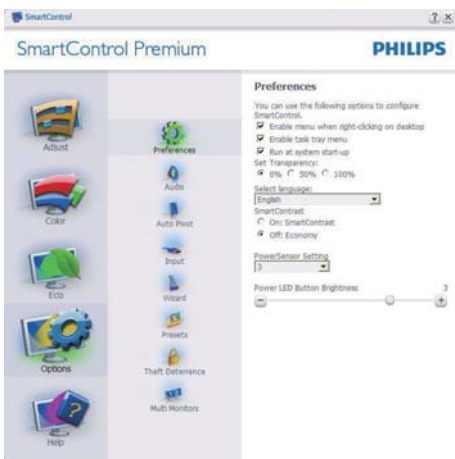 SmartControl
SmartControl Premium
PHILIPS
Adjust
Color
Eco
Options
Help
Preferences
Audio
Auto Pivot
Input
Wizard
Presets
Theft Deterrence
Multi Monitors
Preferences
You can use the following options to configure
SmartControl.
Enable menu when right-clicking on desktop
Enable task tray menu
Run at system start-up
Set Transparency:
0% 50% 100%
Select language:
English
SmartContrast
On: SmartContrast
Off: Economy
PowerSensor Setting
3
Power LED Button Brightness 3